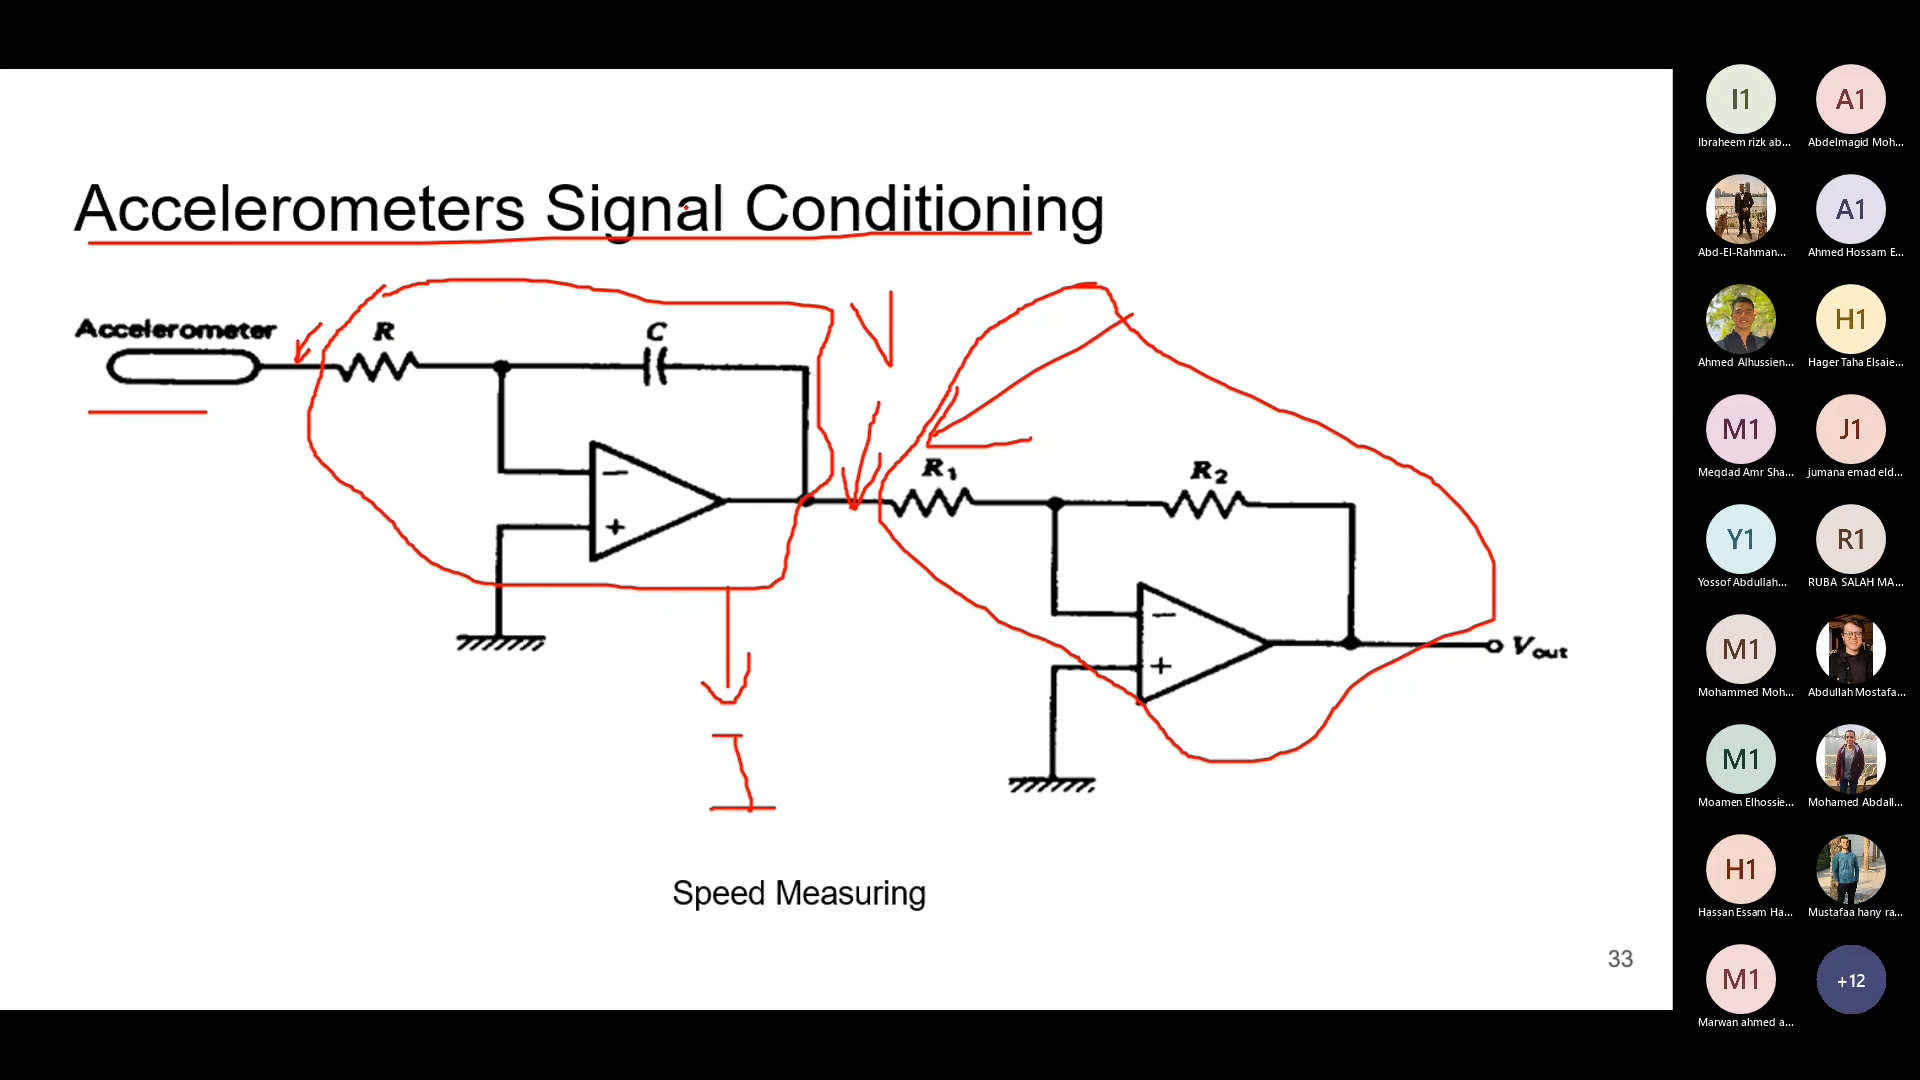 Accelerometers Signal Conditioning
Accelerometer
R
C
−
+
R1
R2
−
+
Vout
V
I
Speed Measuring
33
I1
A1
Ibraheem rizk ab...
Abdelmagid Moh...
A1
Abd-El-Rahman...
Ahmed Hossam E...
H1
Ahmed Alhussien...
Hager Taha Elsaie...
M1
J1
Meqdad Amr Sha...
jumana emad eld...
Y1
R1
Yossof Abdullah...
RUBA SALAH MA...
M1
Mohammed Moh...
Abdullah Mostafa...
M1
Moamen Elhossie...
Mohamed Abdall...
H1
Hassan Essam Ha...
Mustafaa hany ra...
M1
+12
Marwan ahmed a...